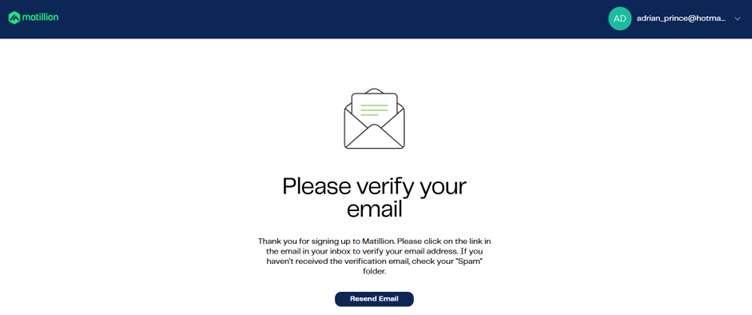 matillion
AD adrian_prince@hotma...
Please verify your
email
Thank you for signing up to Matillion. Please click on the link in
the email in your inbox to verify your email address. If you
haven't received the verification email, check your "Spam"
folder.
Resend Email